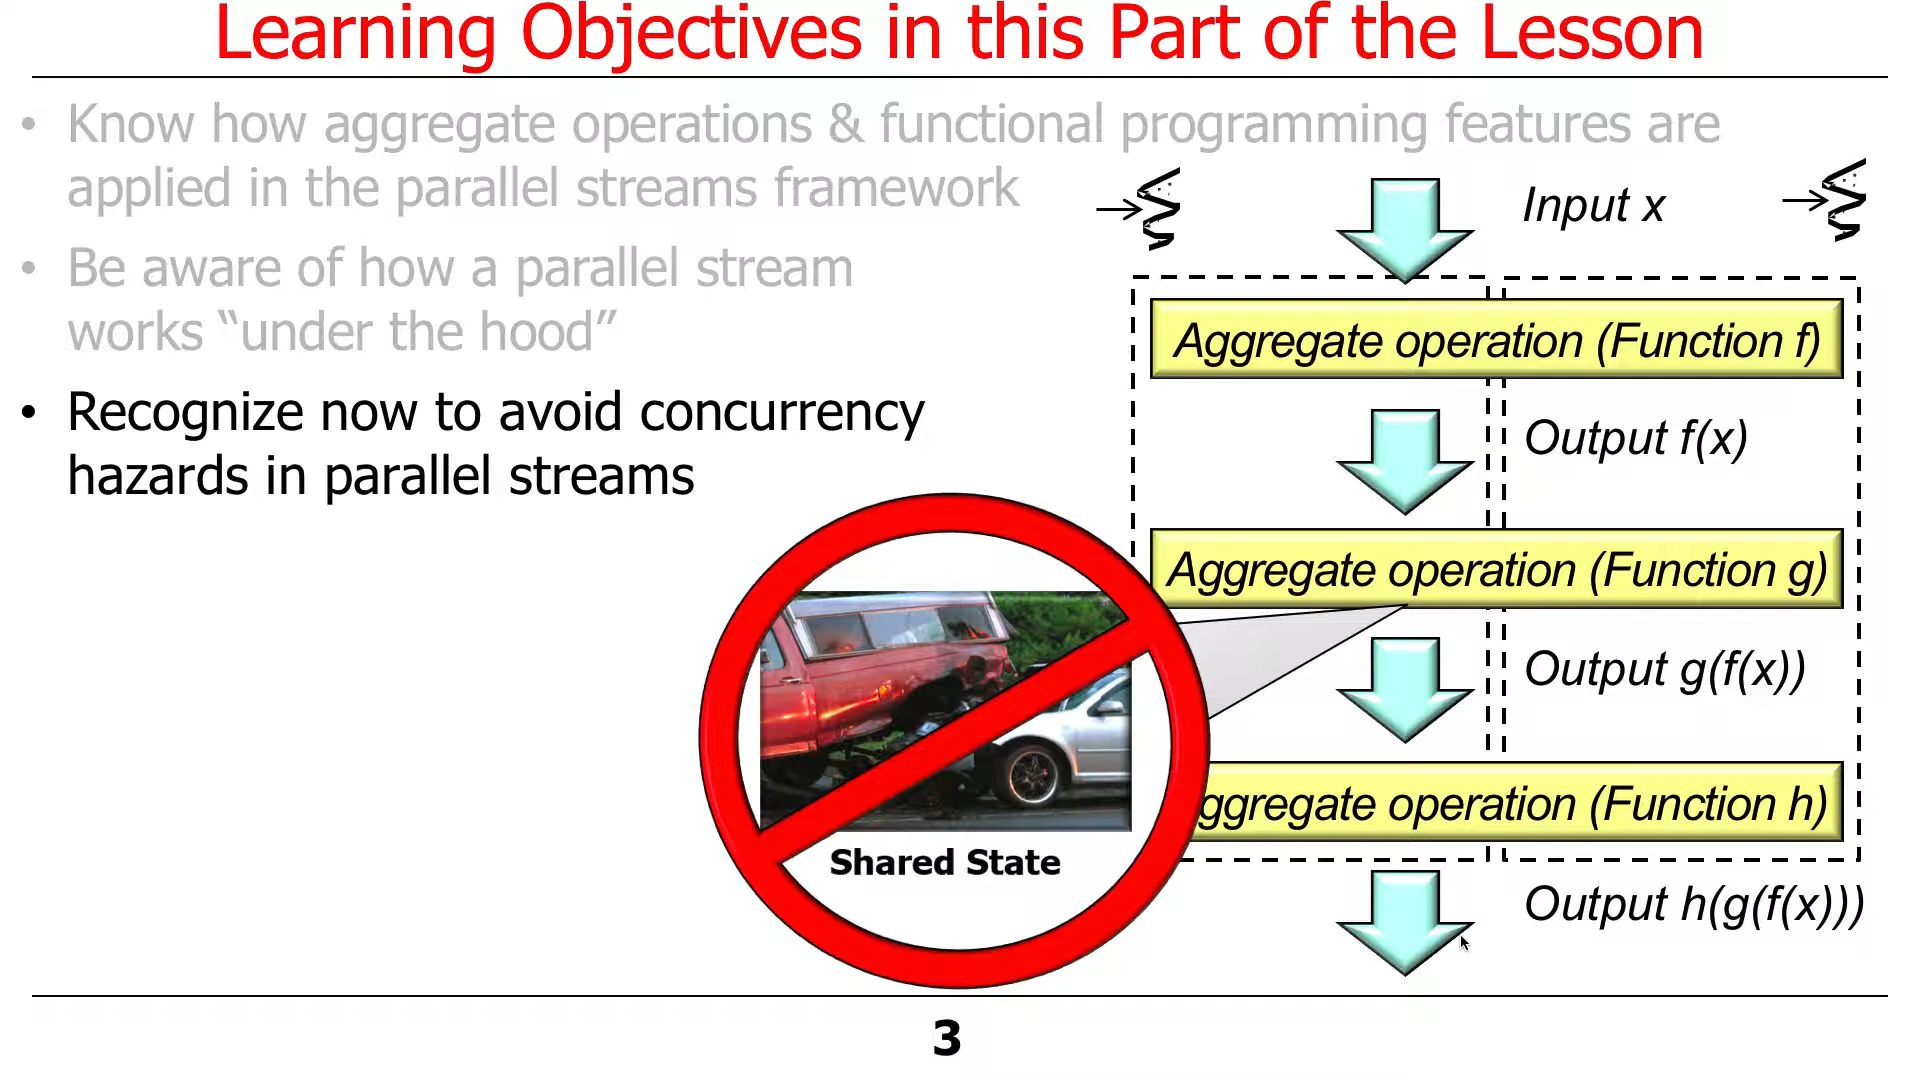 Learning Objectives in this Part of the Lesson
• Know how aggregate operations & functional programming features are
applied in the parallel streams framework
• Be aware of how a parallel stream
works “under the hood”
• Recognize now to avoid concurrency
hazards in parallel streams
Input x
Aggregate operation (Function f)
Output f(x)
Aggregate operation (Function g)
Output g(f(x))
ggregate operation (Function h)
Output h(g(f(x)))
Shared State
3